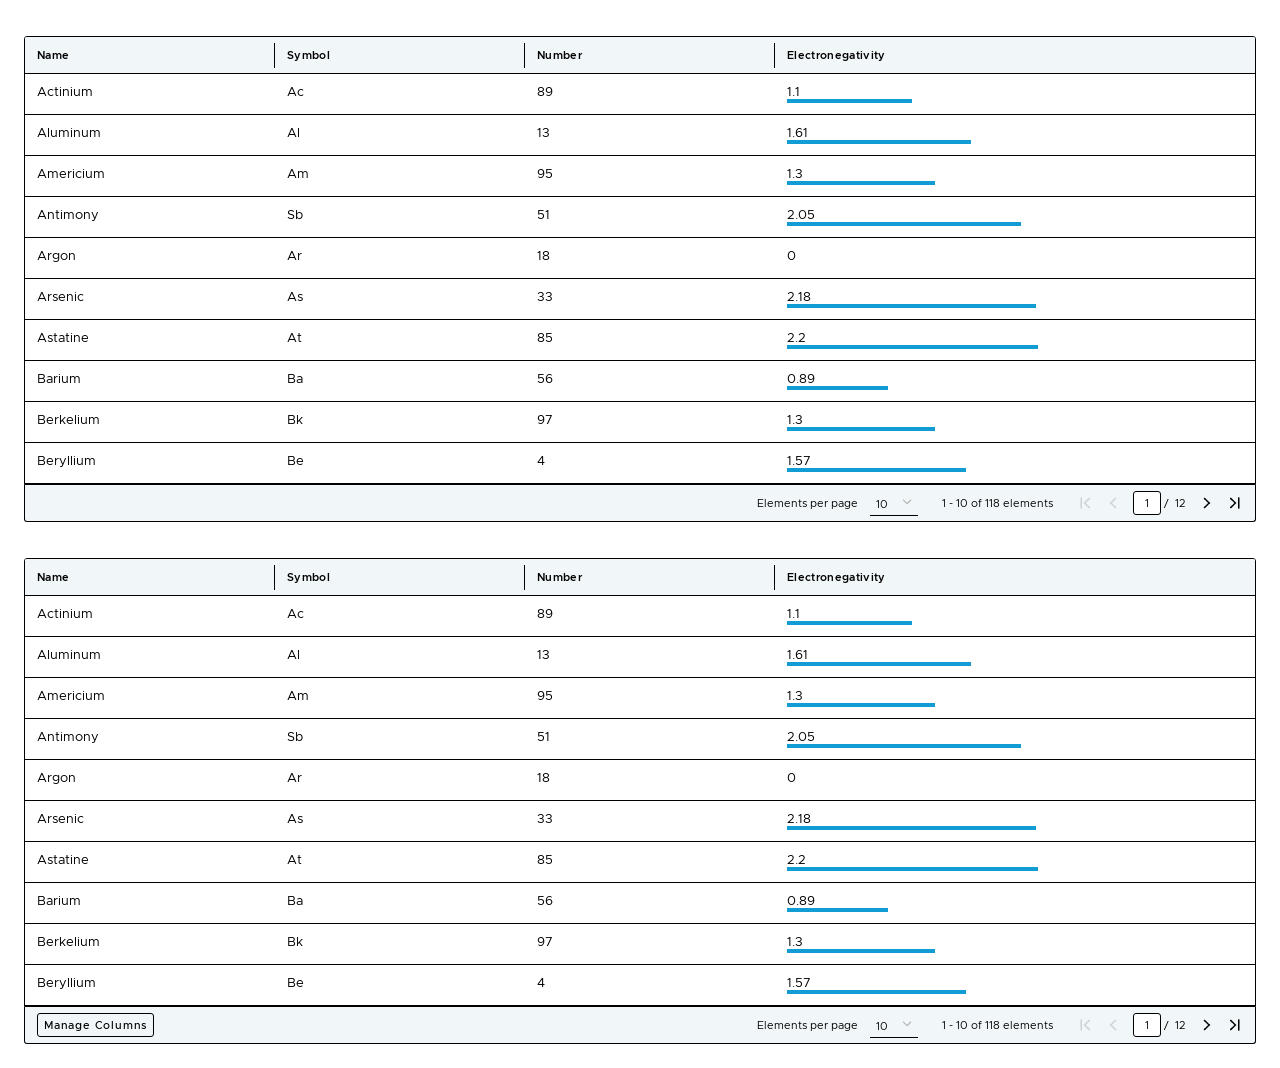 Name Symbol Number Electronegativity
Actinium Ac 89 1.1
Aluminum Al 13 1.61
Americium Am 95 1.3
Antimony Sb 51 2.05
Argon Ar 18 0
Arsenic As 33 2.18
Astatine At 85 2.2
Barium Ba 56 0.89
Berkelium Bk 97 1.3
Beryllium Be 4 1.57
Elements per page 10 1 - 10 of 118 elements 1 / 12
Name Symbol Number Electronegativity
Actinium Ac 89 1.1
Aluminum Al 13 1.61
Americium Am 95 1.3
Antimony Sb 51 2.05
Argon Ar 18 0
Arsenic As 33 2.18
Astatine At 85 2.2
Barium Ba 56 0.89
Berkelium Bk 97 1.3
Beryllium Be 4 1.57
Manage Columns Elements per page 10 1 - 10 of 118 elements 1 / 12